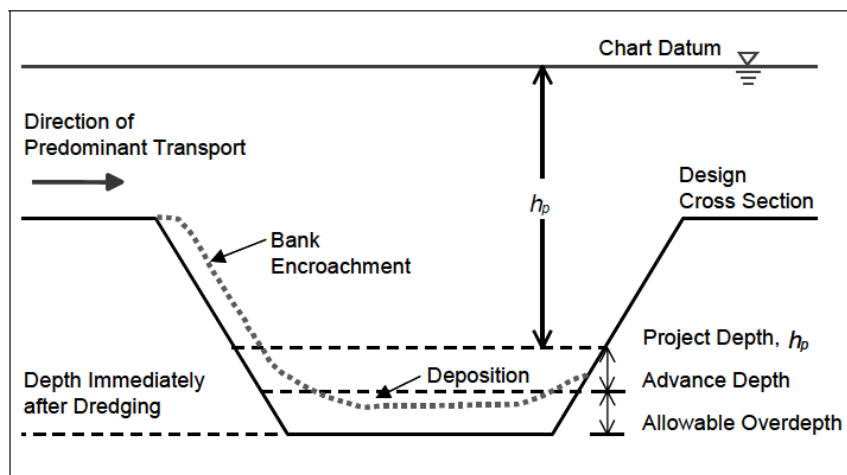 Chart Datum
Direction of
Predominant Transport
Design
Cross Section
hp
Bank
Encroachment
Project Depth, hp
Depth Immediately
after Dredging
Deposition
Advance Depth
Allowable Overdepth